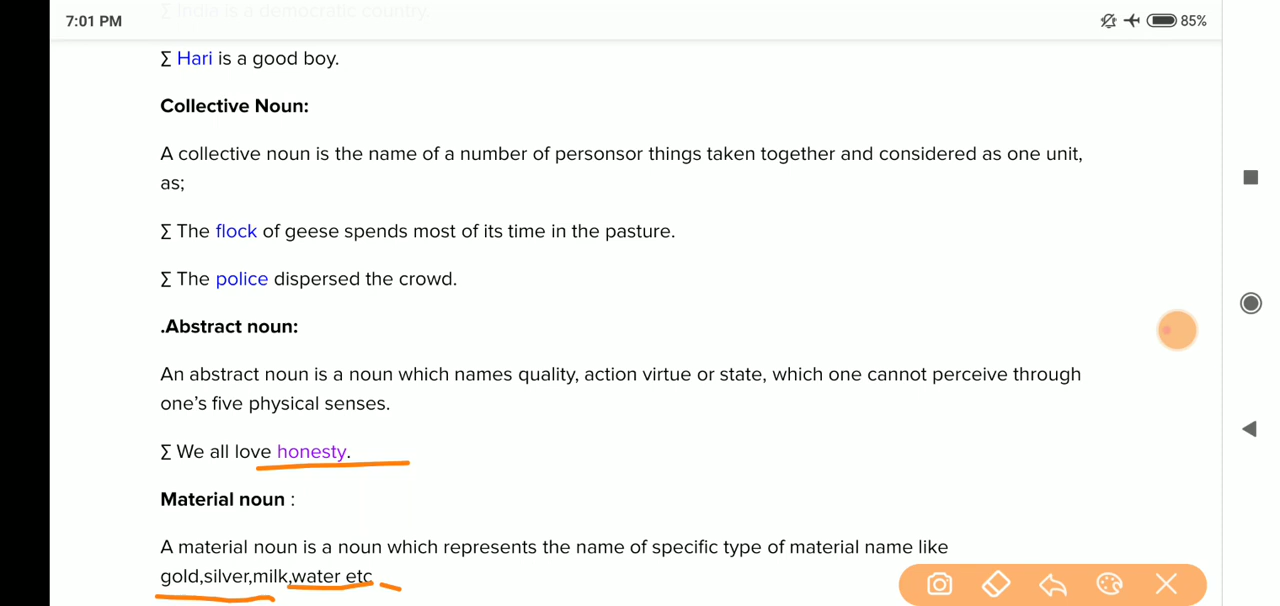 ∑ India is a democratic country.
7:01 PM
85%
∑ Hari is a good boy.
Collective Noun:
A collective noun is the name of a number of personsor things taken together and considered as one unit,
as;
∑ The flock of geese spends most of its time in the pasture.
∑ The police dispersed the crowd.
.Abstract noun:
An abstract noun is a noun which names quality, action virtue or state, which one cannot perceive through
one’s five physical senses.
∑ We all love honesty.
Material noun :
A material noun is a noun which represents the name of specific type of material name like
gold,silver,milk,water etc